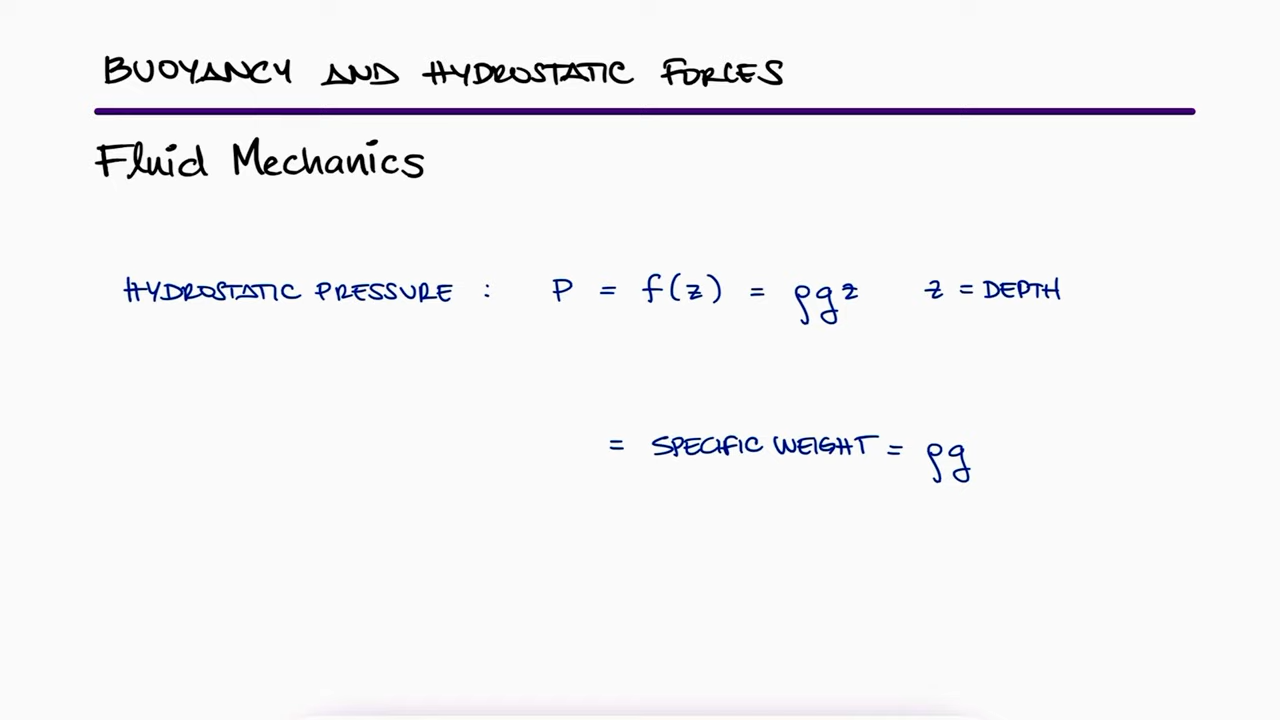 BUOYANCY AND HYDROSTATIC FORCES
Fluid Mechanics
HYDROSTATIC PRESSURE : P = f(z) = ρgz z = DEPTH
= SPECIFIC WEIGHT = ρg